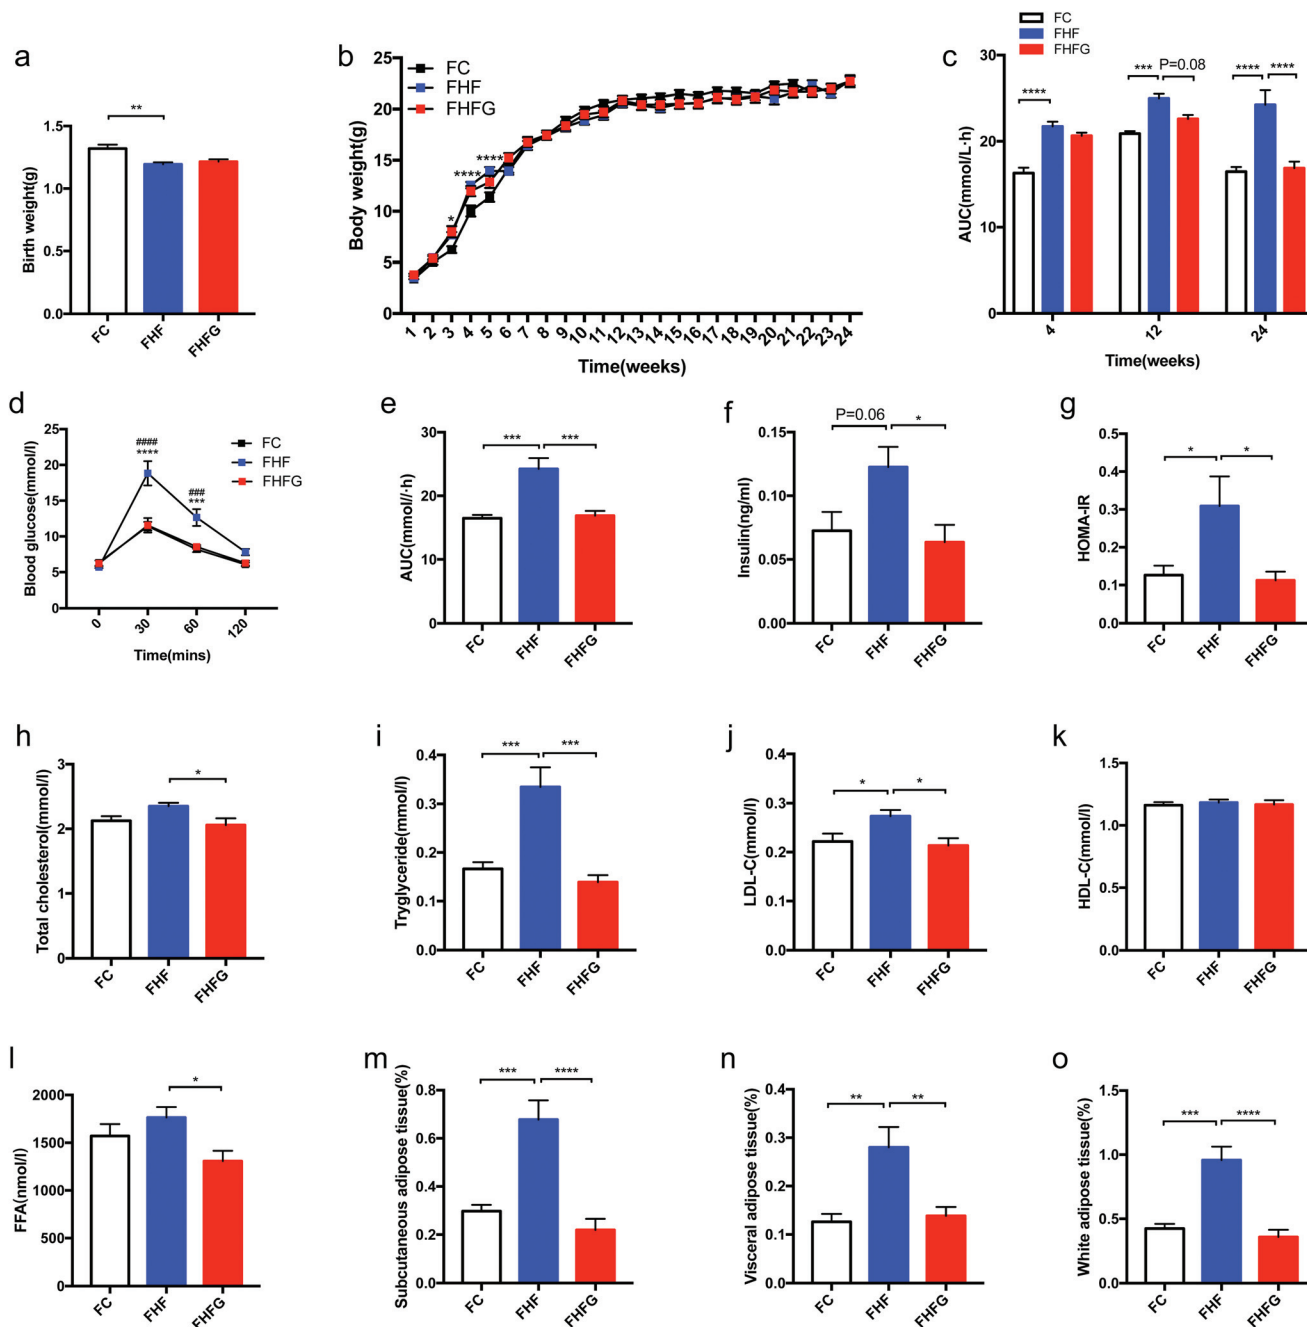 a
Birth weight(g)
1.5
1.0
0.5
0.0
**
FC
FHF
FHFG
b
Body weight(g)
25
20
15
10
5
0
FC
FHF
FHFG
*
****
****
1 2 3 4 5 6 7 8 9 10 11 12 13 14 15 16 17 18 19 20 21 22 23 24
Time(weeks)
c
FC
FHF
FHFG
AUC(mmol/L·h)
30
20
10
0
****
***
P=0.08
****
****
4
12
24
Time(weeks)
d
Blood glucose(mmol/l)
25
20
15
10
5
0
####
****
###
***
FC
FHF
FHFG
0
30
60
120
Time(mins)
e
AUC(mmol/l·h)
30
20
10
0
***
***
FC
FHF
FHFG
f
Insulin(ng/ml)
0.15
0.10
0.05
0.00
P=0.06
*
FC
FHF
FHFG
g
HOMA-IR
0.5
0.4
0.3
0.2
0.1
0.0
*
*
FC
FHF
FHFG
h
Total cholesterol(mmol/l)
3
2
1
0
*
FC
FHF
FHFG
i
Tryglyceride(mmol/l)
0.4
0.3
0.2
0.1
0.0
***
***
FC
FHF
FHFG
j
LDL-C(mmol/l)
0.4
0.3
0.2
0.1
0.0
*
*
FC
FHF
FHFG
k
HDL-C(mmol/l)
1.5
1.0
0.5
0.0
FC
FHF
FHFG
l
FFA(nmol/l)
2000
1500
1000
500
0
*
FC
FHF
FHFG
m
Subcutaneous adipose tissue(%)
0.8
0.6
0.4
0.2
0.0
***
****
FC
FHF
FHFG
n
Visceral adipose tissue(%)
0.4
0.3
0.2
0.1
0.0
**
**
FC
FHF
FHFG
o
White adipose tissue(%)
1.5
1.0
0.5
0.0
***
****
FC
FHF
FHFG